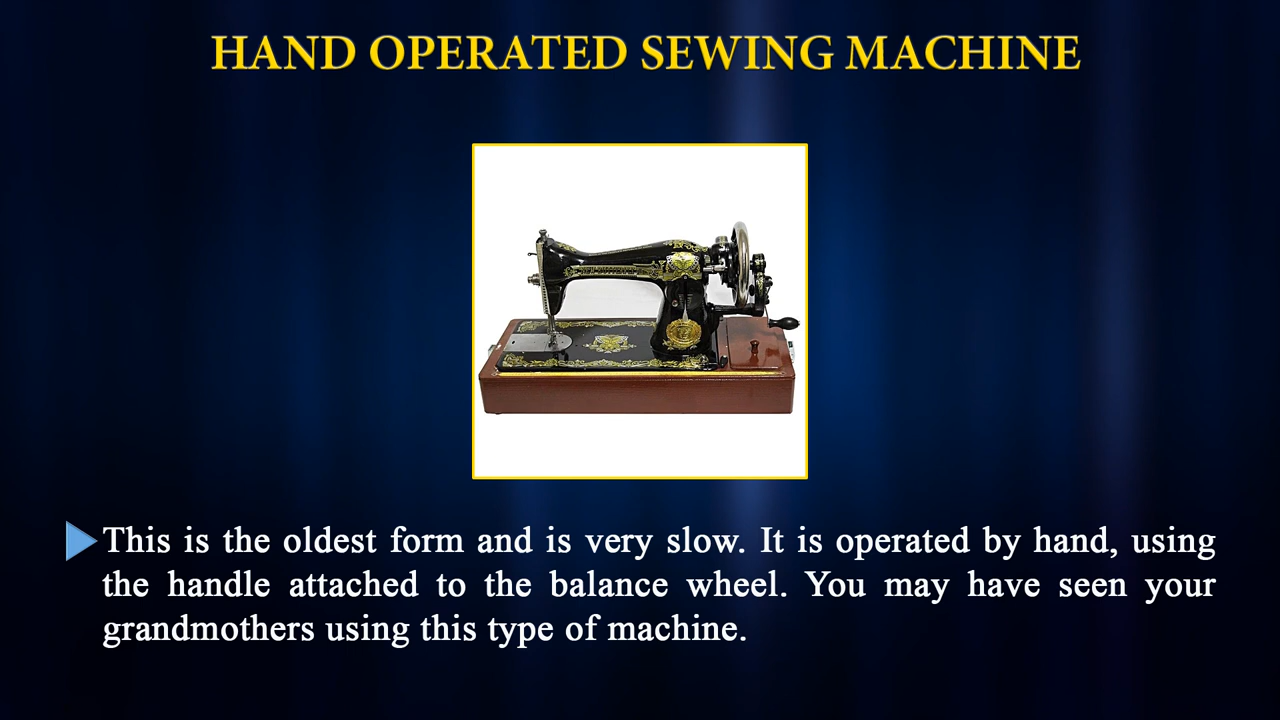 HAND OPERATED SEWING MACHINE
This is the oldest form and is very slow. It is operated by hand, using
the handle attached to the balance wheel. You may have seen your
grandmothers using this type of machine.